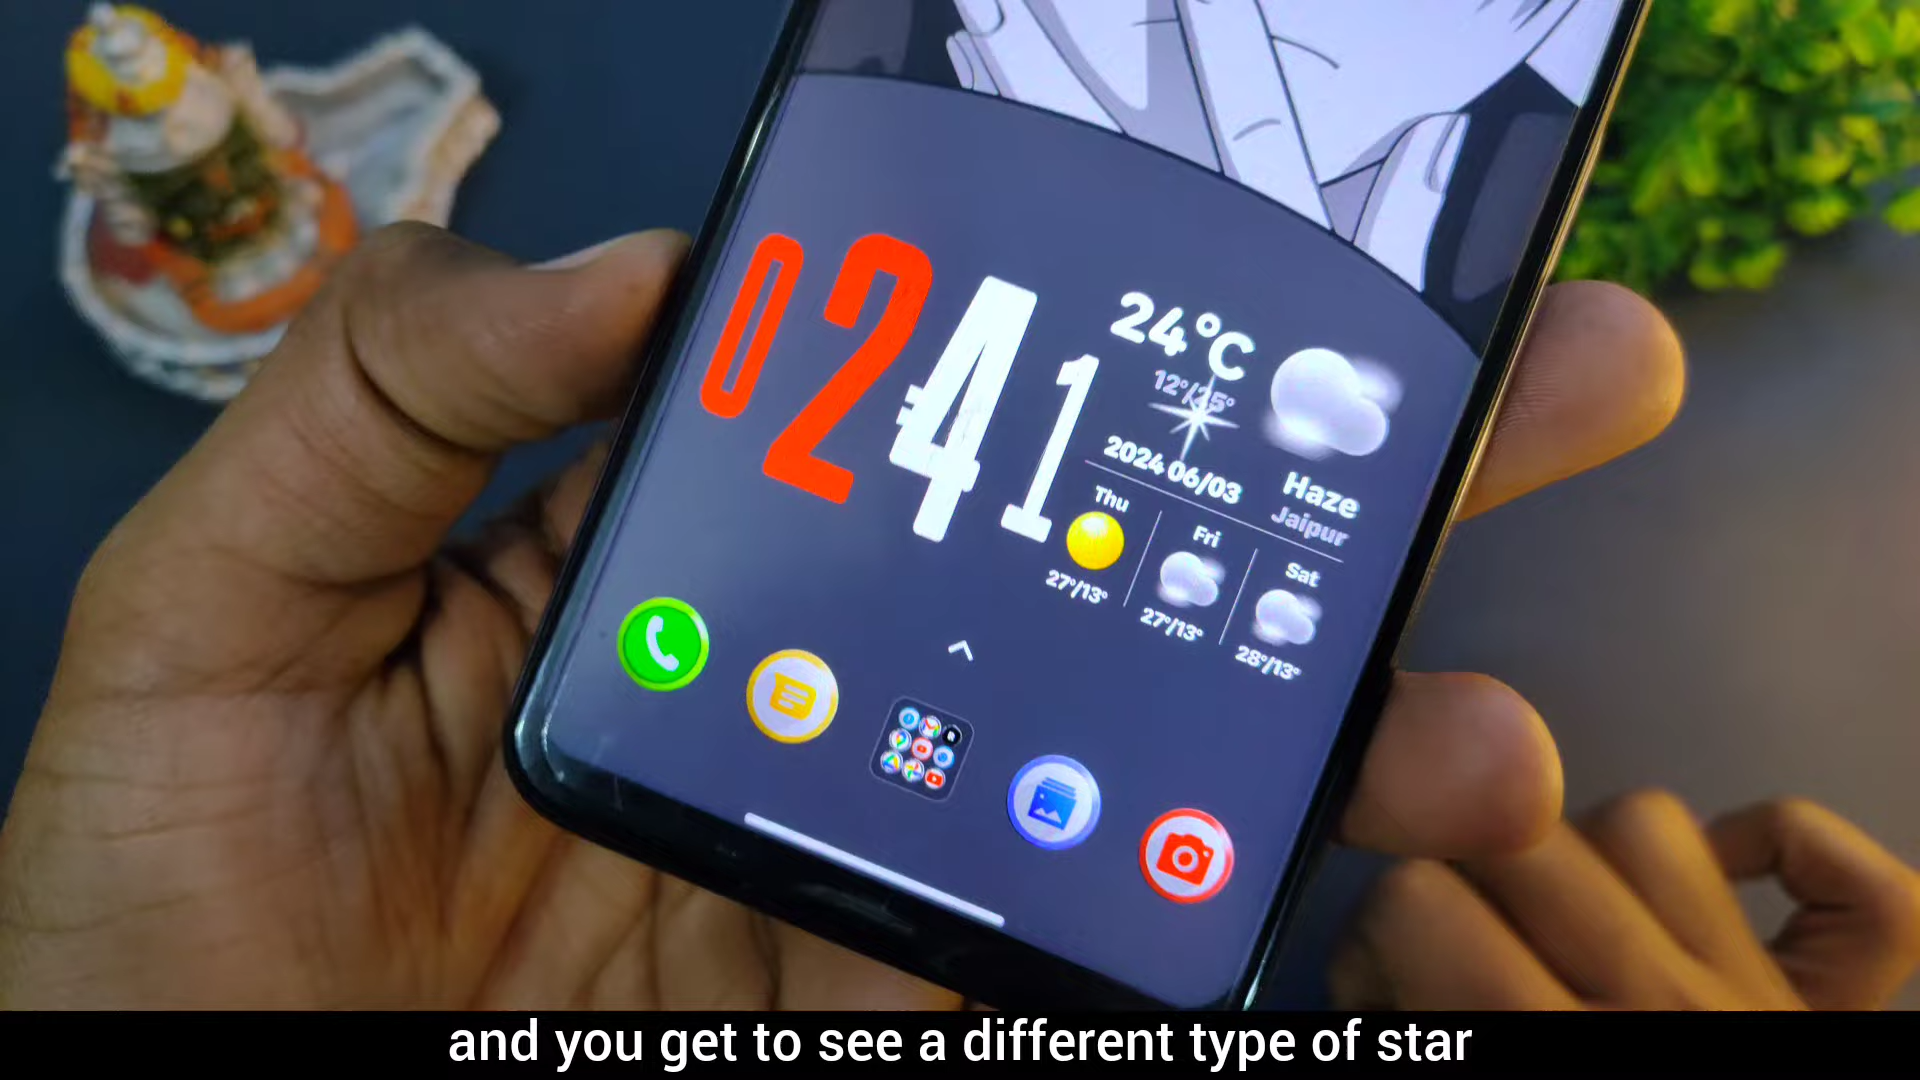 0241
24°C
12°/25°
2024 06/03
Haze
Jaipur
Thu
27°/13°
Fri
27°/13°
Sat
28°/13°
and you get to see a different type of star